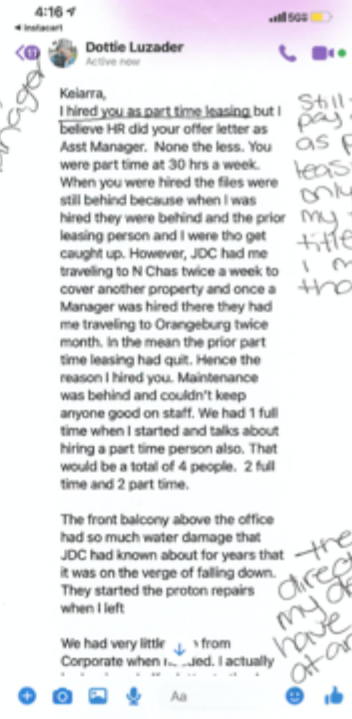 4:16
Instacart
5GE
11
Dottie Luzader
Active now
Keiarra,
I hired you as part time leasing but I
believe HR did your offer letter as
Asst Manager. None the less. You
were part time at 30 hrs a week.
When you were hired the files were
still behind because when I was
hired they were behind and the prior
leasing person and I were tho get
caught up. However, JDC had me
traveling to N Chas twice a week to
cover another property and once a
Manager was hired there they had
me traveling to Orangeburg twice
month. In the mean the prior part
time leasing had quit. Hence the
reason I hired you. Maintenance
was behind and couldn't keep
anyone good on staff. We had 1 full
time when I started and talks about
hiring a part time person also. That
would be a total of 4 people. 2 full
time and 2 part time.
The front balcony above the office
had so much water damage that
JDC had known about for years that
it was on the verge of falling down.
They started the proton repairs
when I left
We had very little from
Corporate when
I actually
Aa
Still
pay
as
leas
only
my
title
I
tho
the
direc
my
have
at